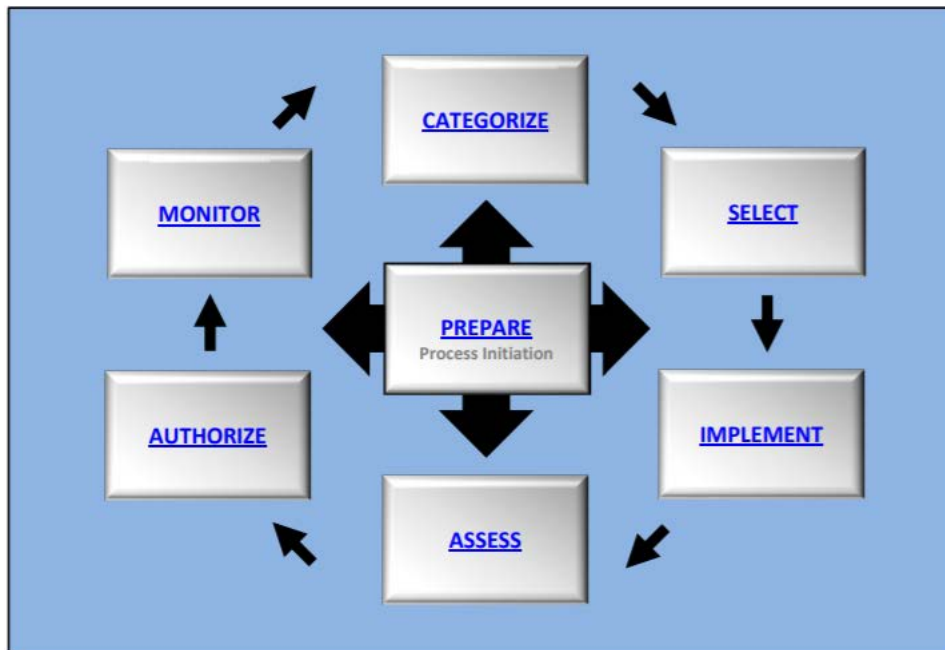 CATEGORIZE
MONITOR
SELECT
PREPARE
Process Initiation
AUTHORIZE
IMPLEMENT
ASSESS